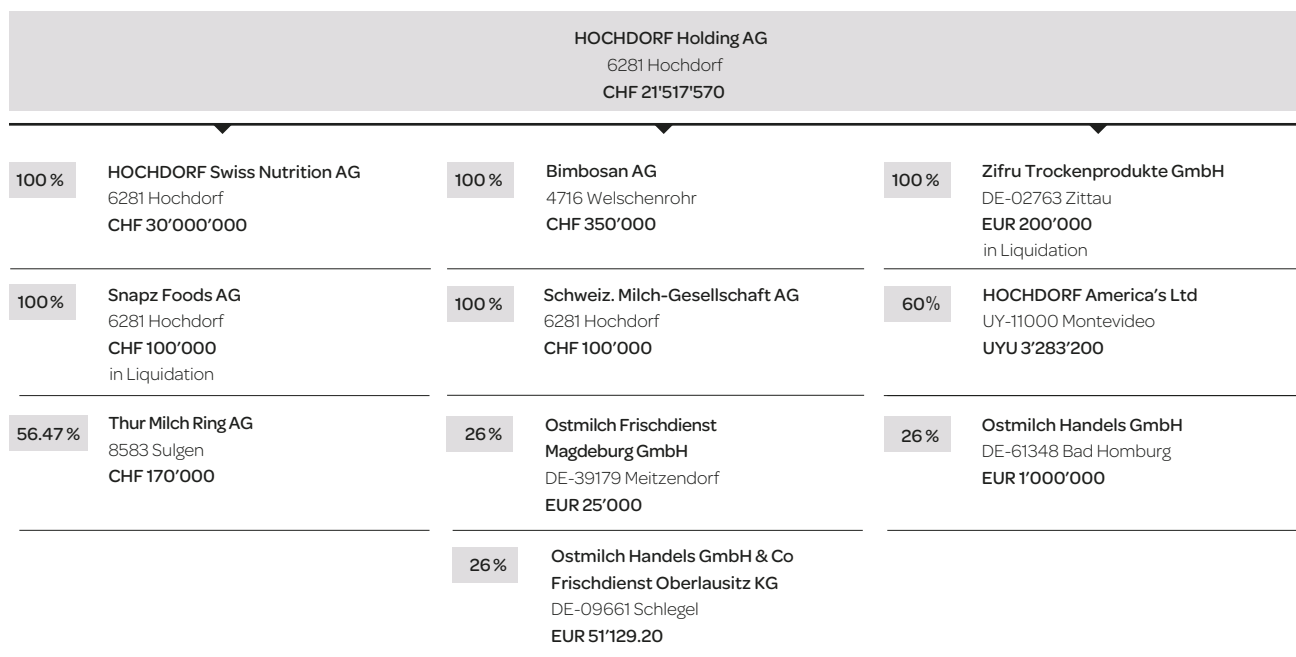 HOCHDORF Holding AG
6281 Hochdorf
CHF 21'517'570
100 %
HOCHDORF Swiss Nutrition AG
6281 Hochdorf
CHF 30’000’000
100 %
Bimbosan AG
4716 Welschenrohr
CHF 350’000
100 %
Zifru Trockenprodukte GmbH
DE-02763 Zittau
EUR 200’000
in Liquidation
100 %
Snapz Foods AG
6281 Hochdorf
CHF 100’000
in Liquidation
100 %
Schweiz. Milch-Gesellschaft AG
6281 Hochdorf
CHF 100’000
60%
HOCHDORF America’s Ltd
UY-11000 Montevideo
UYU 3’283’200
56.47 %
Thur Milch Ring AG
8583 Sulgen
CHF 170’000
26 %
Ostmilch Frischdienst
Magdeburg GmbH
DE-39179 Meitzendorf
EUR 25’000
26 %
Ostmilch Handels GmbH
DE-61348 Bad Homburg
EUR 1’000’000
26 %
Ostmilch Handels GmbH & Co
Frischdienst Oberlausitz KG
DE-09661 Schlegel
EUR 51’129.20